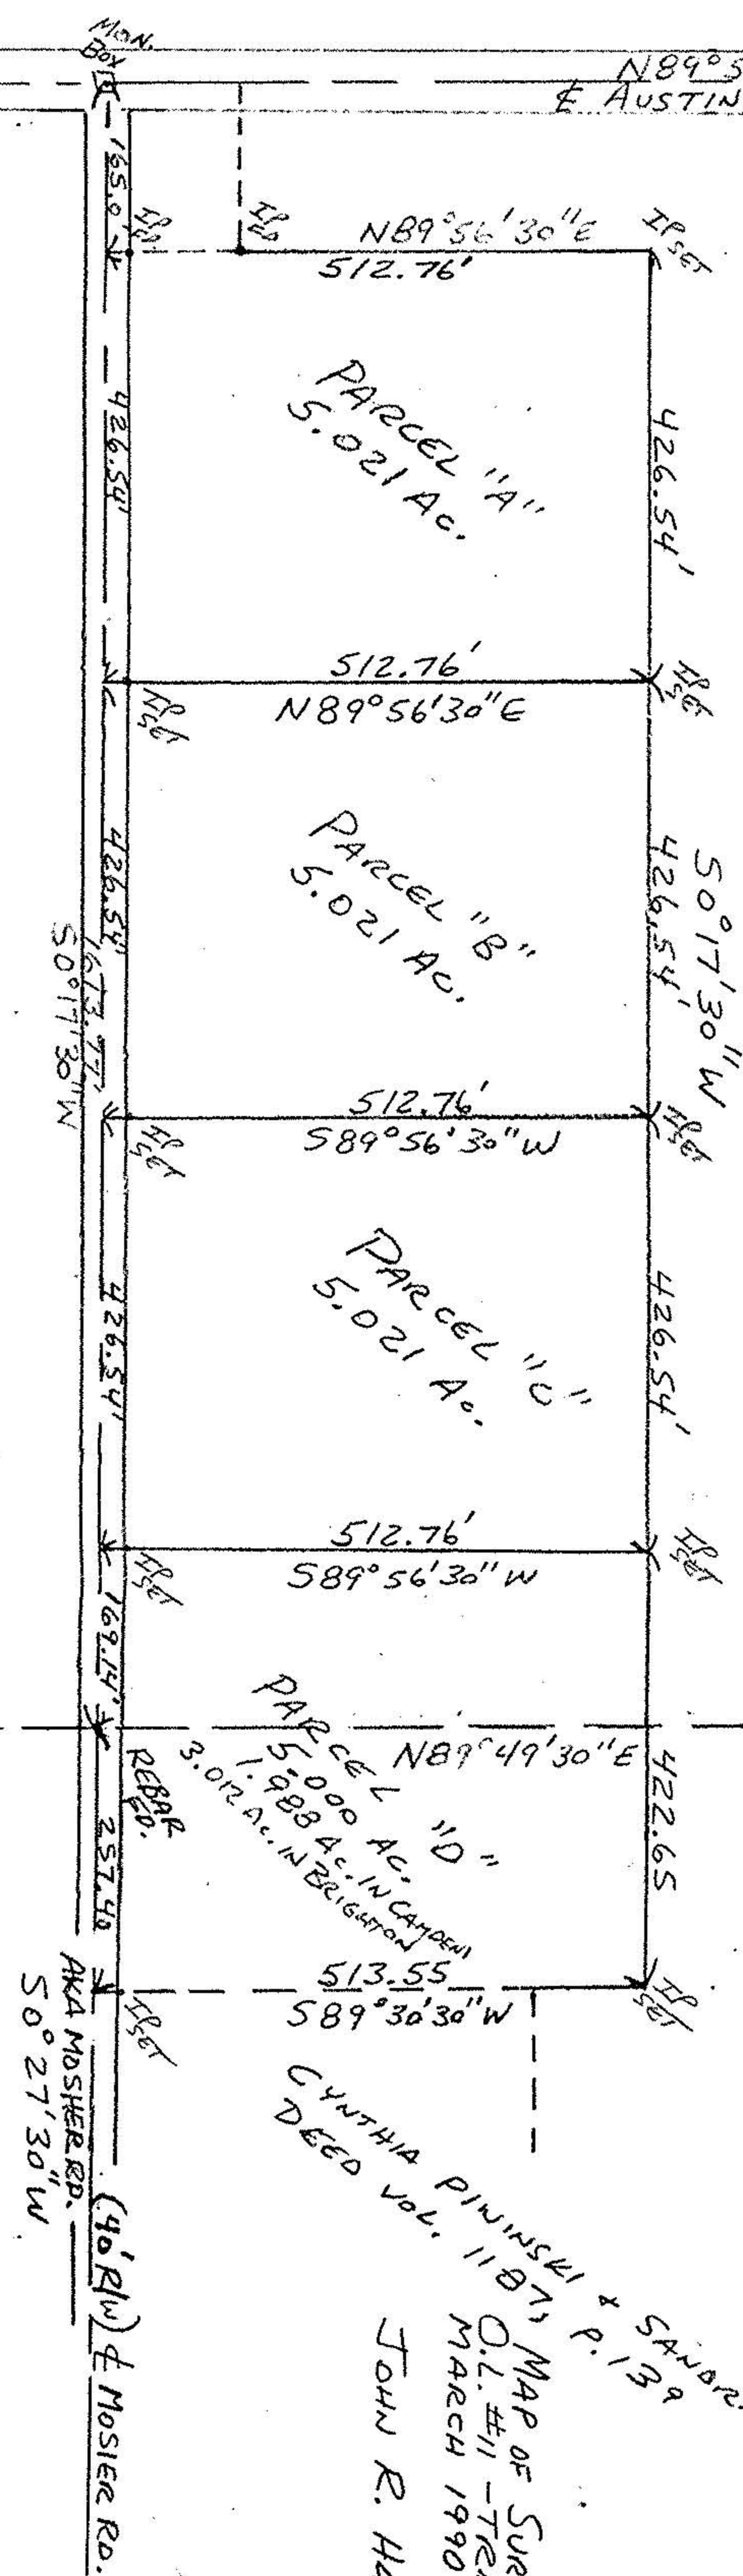 MON.
BOX
N89°5
℄ AUSTIN
165.0'
IP
FD
IP
FD
N89°56'30"E
512.76'
IP
SET
426.54'
PARCEL "A"
5.021 AC.
426.54'
512.76'
N89°56'30"E
IP
SET
IP
SET
426.54'
1673.77'
S0°17'30"W
PARCEL "B"
5.021 AC.
S0°17'30"W
426.54'
512.76'
S89°56'30"W
IP
SET
IP
SET
426.54'
PARCEL "C"
5.021 Ac.
426.54'
512.76'
S89°56'30"W
IP
SET
IP
SET
169.14'
PARCEL "D"
5.000 AC.
1.988 Ac. IN CAMDEN
3.012 Ac. IN BRIGHTON
N89°49'30"E
422.65
REBAR
FD.
257.40
513.55
S89°30'30"W
IP
SET
IP
SET
AKA MOSHER RD.
S0°27'30"W
(40' R/W) ℄ MOSIER RD.
CYNTHIA PIWINSKI & SANDR
DEED VOL. 1187, P. 139
MAP OF SUR
O.L. #11 - TR
MARCH 1990
JOHN R. H